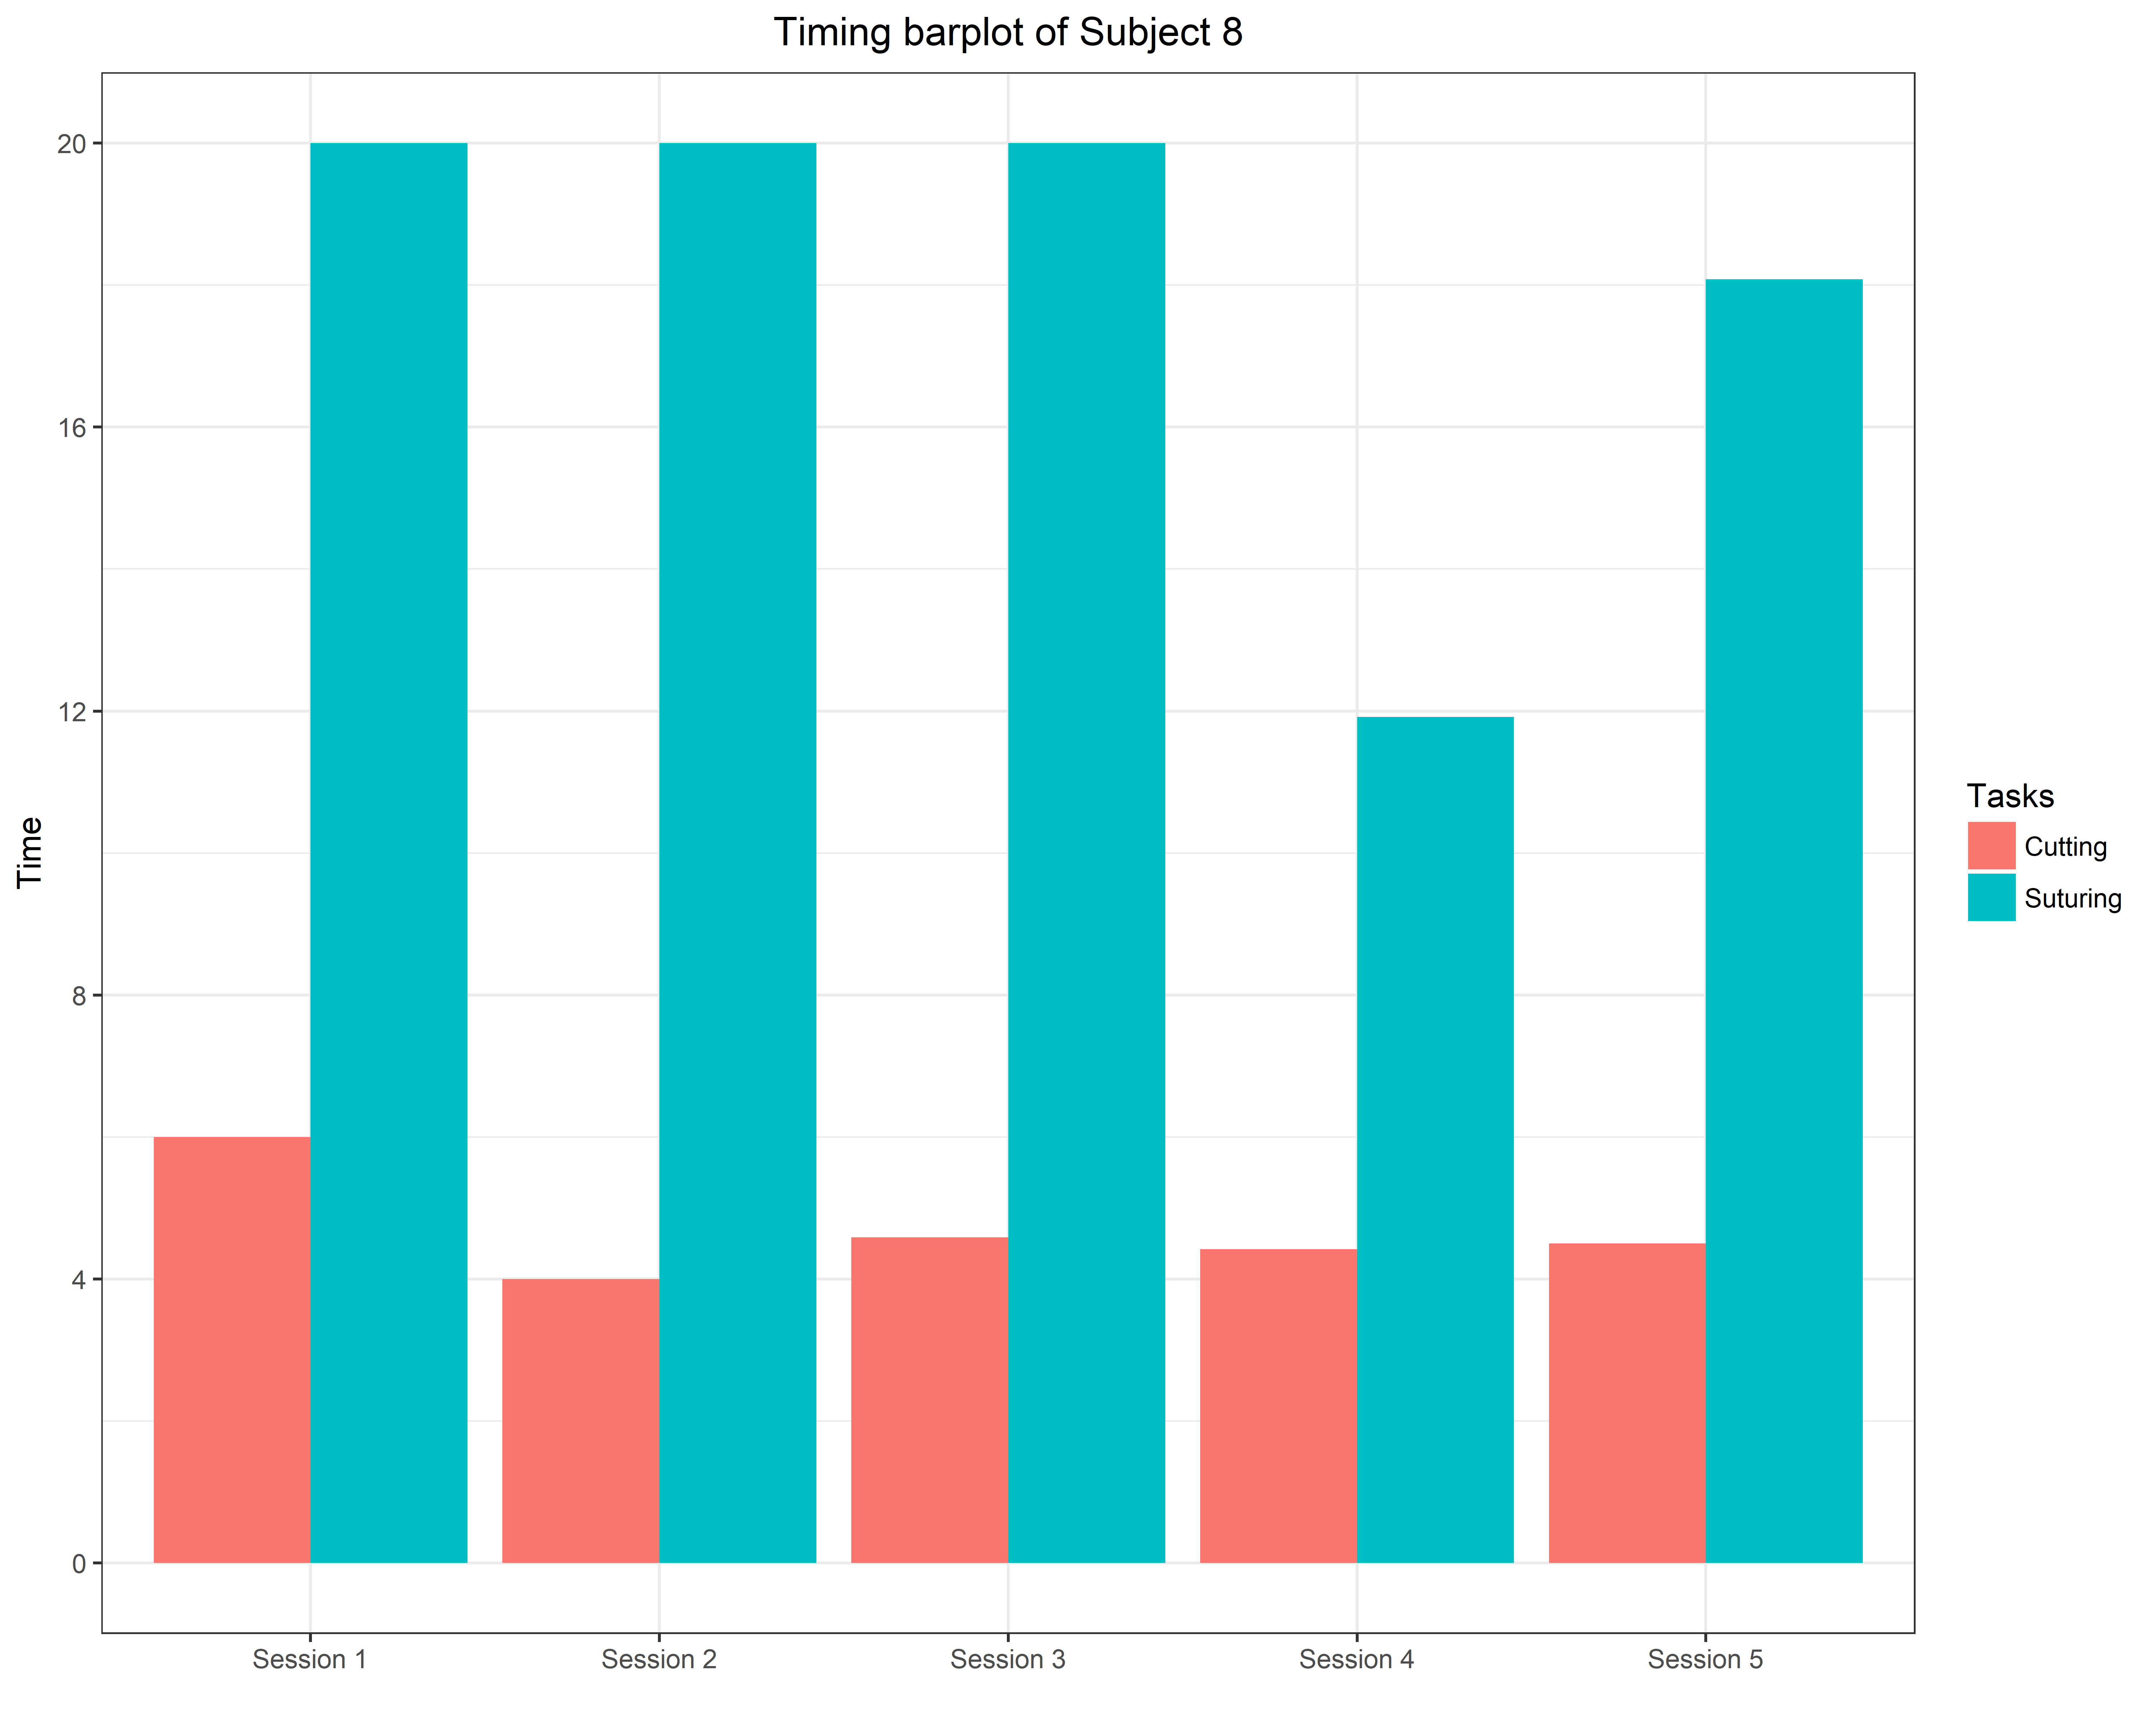 Timing barplot of Subject 8
20
16
12
8
4
0
Time
Session 1
Session 2
Session 3
Session 4
Session 5
Tasks
Cutting
Suturing